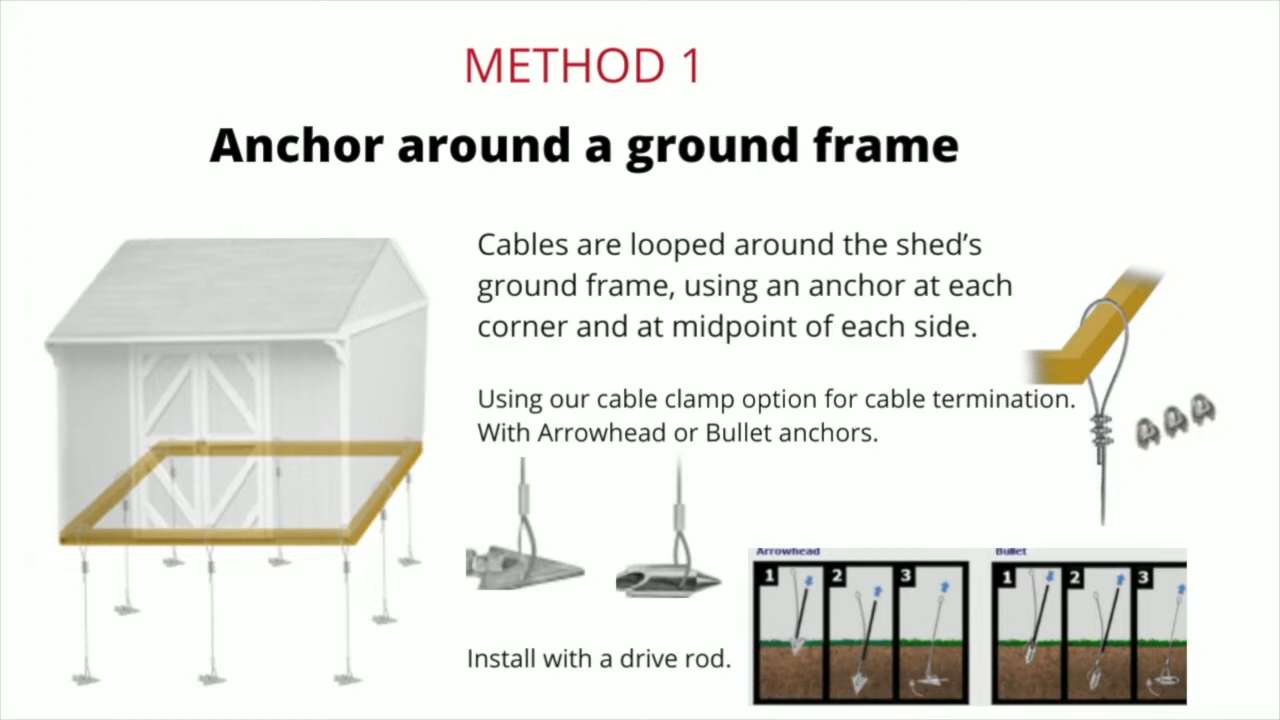 METHOD 1
Anchor around a ground frame
Cables are looped around the shed’s
ground frame, using an anchor at each
corner and at midpoint of each side.
Using our cable clamp option for cable termination.
With Arrowhead or Bullet anchors.
Arrowhead
Bullet
1 2 3
1 2 3
Install with a drive rod.